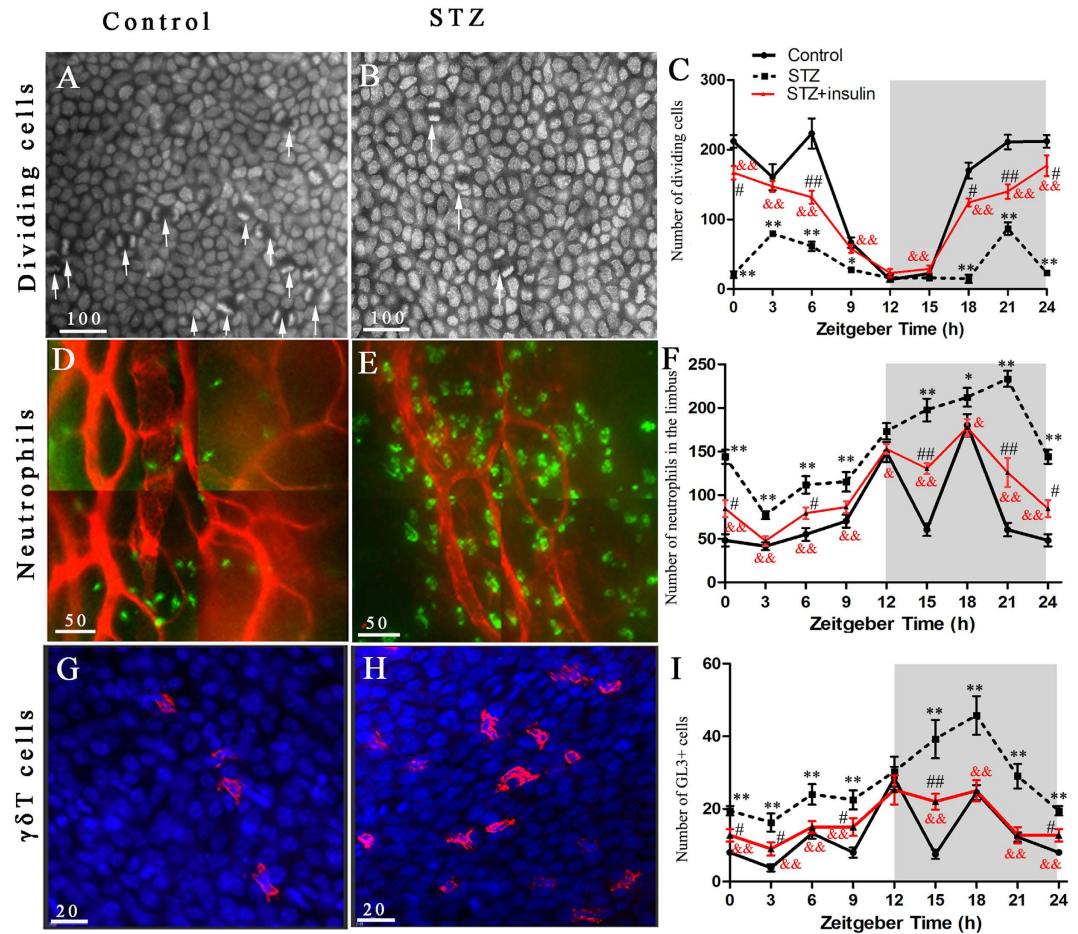 Control
STZ
Dividing cells
A
100
B
100
C
Control
STZ
STZ+insulin
Number of dividing cells
300
200
100
0
&& # ** ** && ** && ## ** && * && # && ** ## && ** # && **
0 3 6 9 12 15 18 21 24
Zeitgeber Time (h)
Neutrophils
D
50
E
50
F
Number of neutrophils in the limbus
250
200
150
100
50
0
** # && ** && ** # && ** && & ** ## && * & ** ## && ** # &&
0 3 6 9 12 15 18 21 24
Zeitgeber Time (h)
γδT cells
G
20
H
20
I
Number of GL3+ cells
60
40
20
0
** # && ** # && ** && ** # && ** ## && ** && ** && ** # &&
0 3 6 9 12 15 18 21 24
Zeitgeber Time (h)